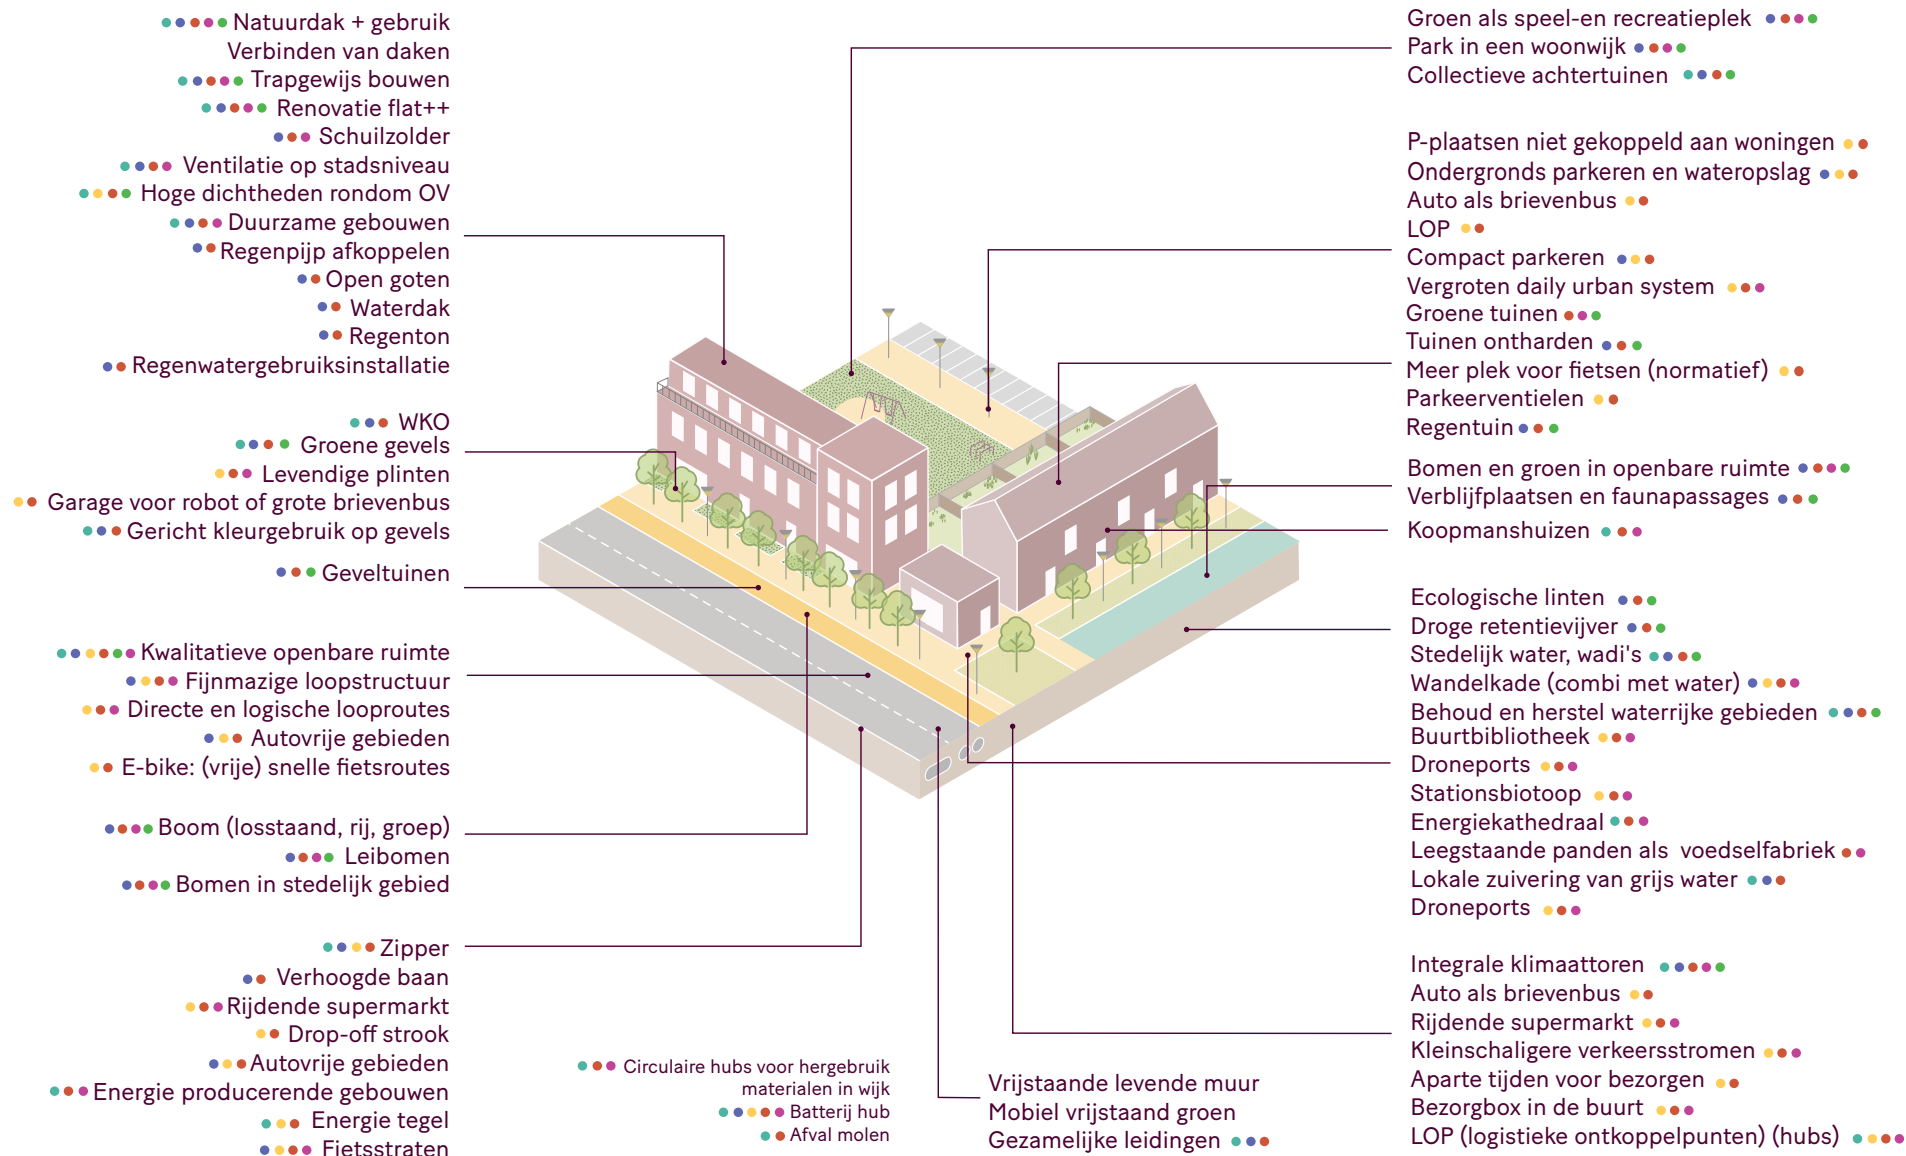 Natuurdak + gebruik
Verbinden van daken
Trapgewijs bouwen
Renovatie flat++
Schuilzolder
Ventilatie op stadsniveau
Hoge dichtheden rondom OV
Duurzame gebouwen
Regenpijp afkoppelen
Open goten
Waterdak
Regenton
Regenwatergebruiksinstallatie
WKO
Groene gevels
Levendige plinten
Garage voor robot of grote brievenbus
Gericht kleurgebruik op gevels
Geveltuinen
Kwalitatieve openbare ruimte
Fijnmazige loopstructuur
Directe en logische looproutes
Autovrije gebieden
E-bike: (vrije) snelle fietsroutes
Boom (losstaand, rij, groep)
Leibomen
Bomen in stedelijk gebied
Zipper
Verhoogde baan
Rijdende supermarkt
Drop-off strook
Autovrije gebieden
Energie producerende gebouwen
Energie tegel
Fietsstraten
Circulaire hubs voor hergebruik
materialen in wijk
Batterij hub
Afval molen
Vrijstaande levende muur
Mobiel vrijstaand groen
Gezamelijke leidingen
Groen als speel-en recreatieplek
Park in een woonwijk
Collectieve achtertuinen
P-plaatsen niet gekoppeld aan woningen
Ondergronds parkeren en wateropslag
Auto als brievenbus
LOP
Compact parkeren
Vergroten daily urban system
Groene tuinen
Tuinen ontharden
Meer plek voor fietsen (normatief)
Parkeerventielen
Regentuin
Bomen en groen in openbare ruimte
Verblijfplaatsen en faunapassages
Koopmanshuizen
Ecologische linten
Droge retentievijver
Stedelijk water, wadi's
Wandelkade (combi met water)
Behoud en herstel waterrijke gebieden
Buurtbibliotheek
Droneports
Stationsbiotoop
Energiekathedraal
Leegstaande panden als voedselfabriek
Lokale zuivering van grijs water
Droneports
Integrale klimaattoren
Auto als brievenbus
Rijdende supermarkt
Kleinschaligere verkeersstromen
Aparte tijden voor bezorgen
Bezorgbox in de buurt
LOP (logistieke ontkoppelpunten) (hubs)